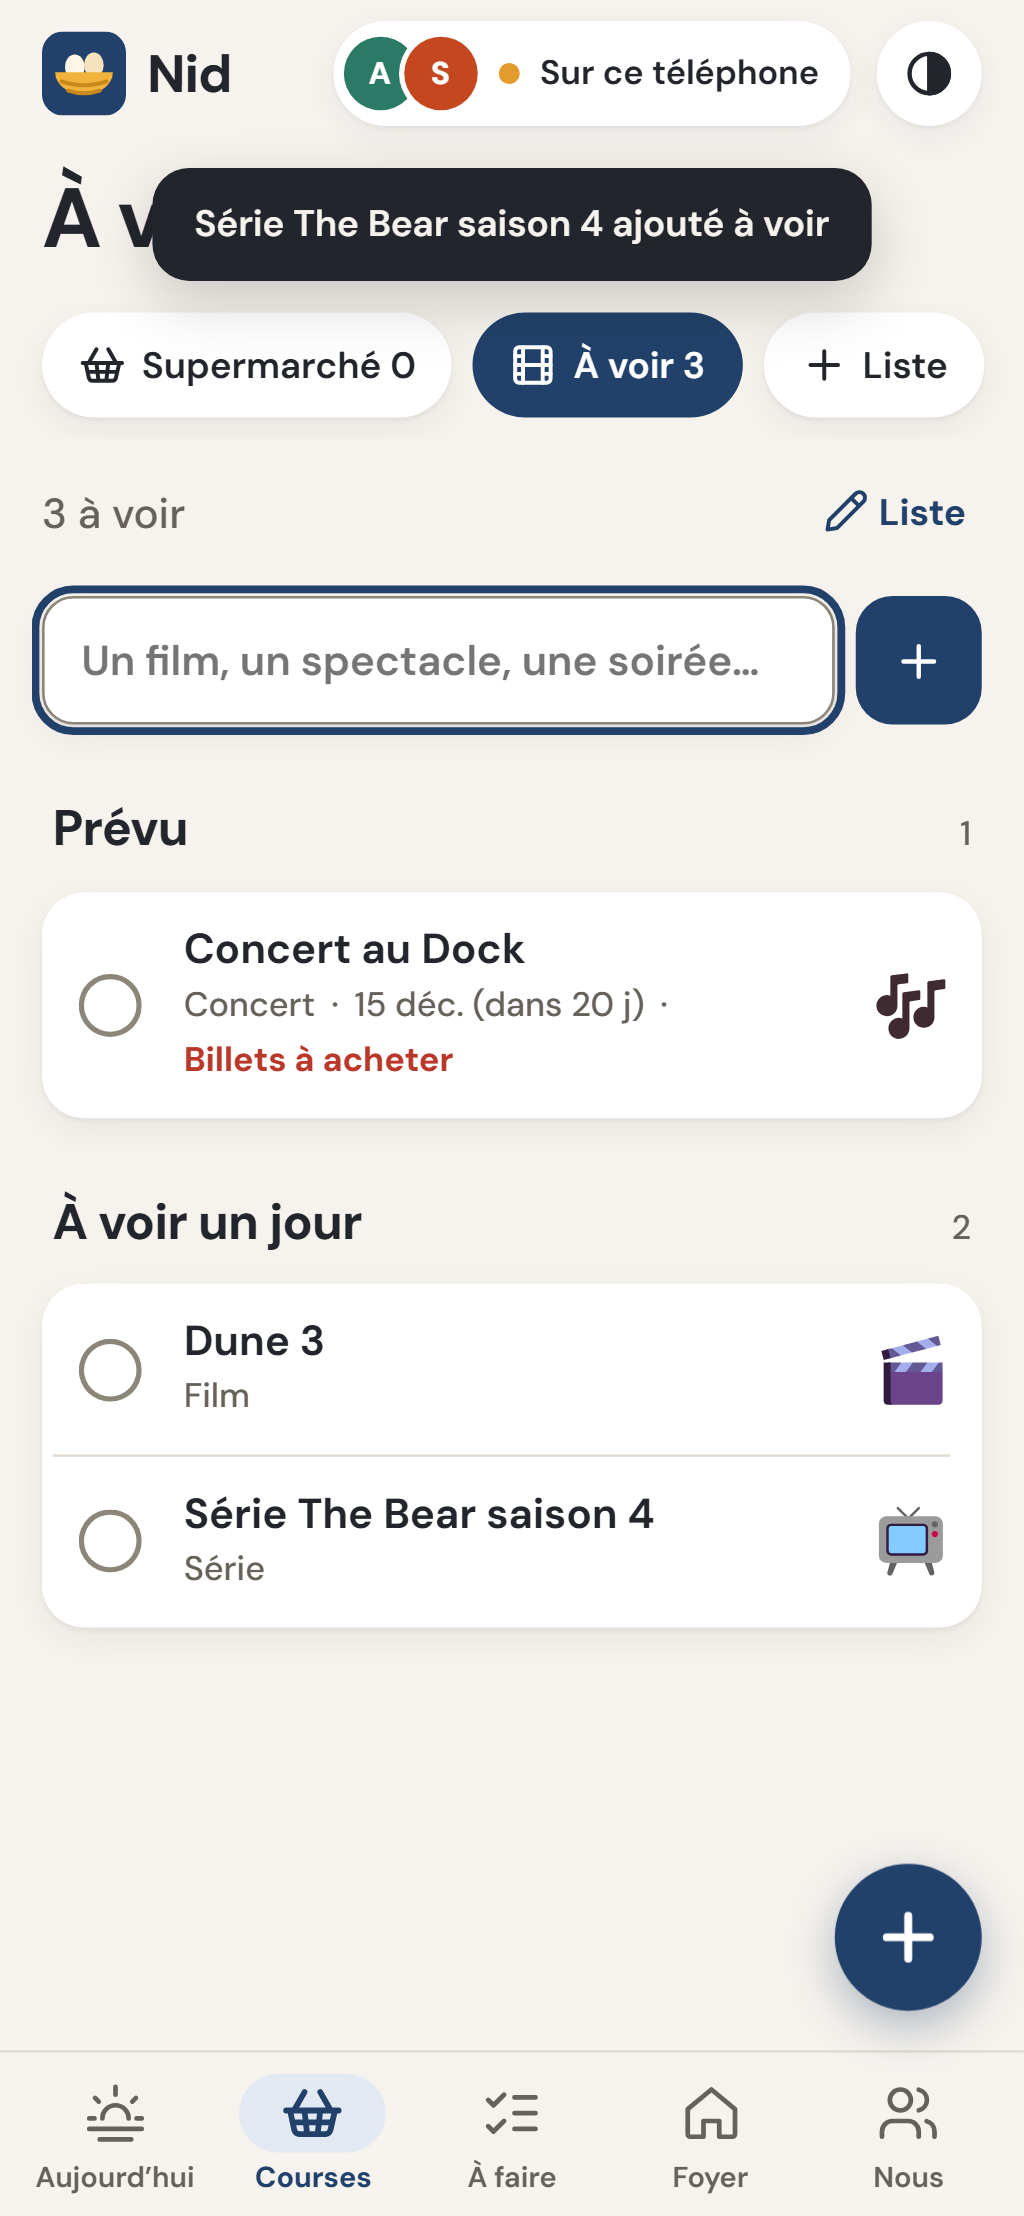 Nid
A S Sur ce téléphone
À v
Série The Bear saison 4 ajouté à voir
Supermarché 0
À voir 3
Liste
3 à voir
Liste
Un film, un spectacle, une soirée…
Prévu 1
Concert au Dock
Concert · 15 déc. (dans 20 j) ·
Billets à acheter
À voir un jour 2
Dune 3
Film
Série The Bear saison 4
Série
Aujourd’hui
Courses
À faire
Foyer
Nous